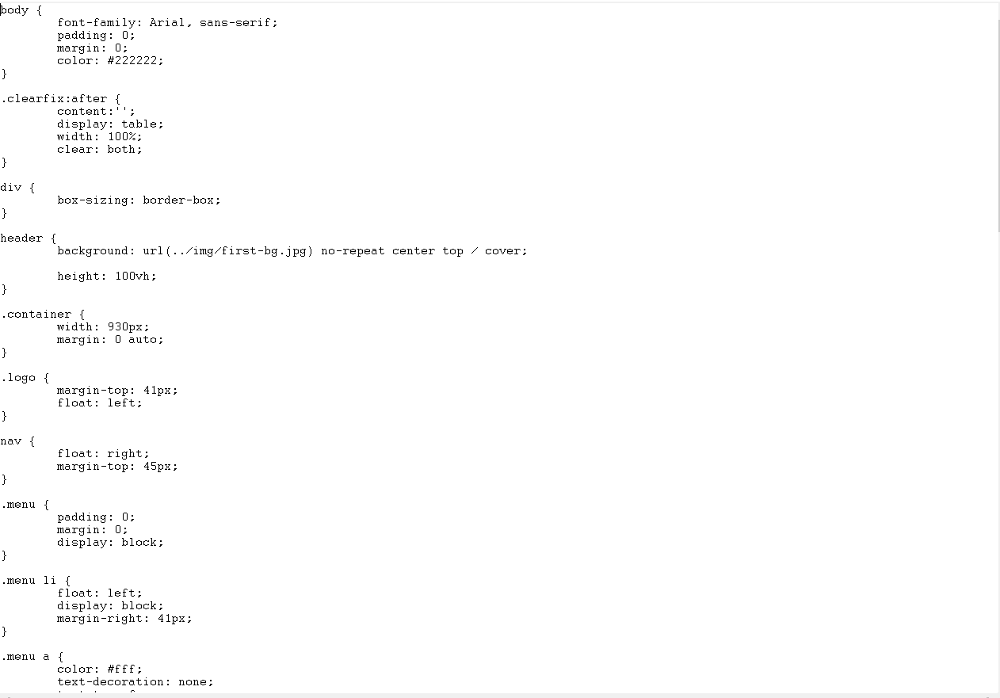 body {
        font-family: Arial, sans-serif;
        padding: 0;
        margin: 0;
        color: #222222;
}

.clearfix:after {
        content:'';
        display: table;
        width: 100%;
        clear: both;
}

div {
        box-sizing: border-box;
}

header {
        background: url(../img/first-bg.jpg) no-repeat center top / cover;

        height: 100vh;
}

.container {
        width: 930px;
        margin: 0 auto;
}

.logo {
        margin-top: 41px;
        float: left;
}

nav {
        float: right;
        margin-top: 45px;
}

.menu {
        padding: 0;
        margin: 0;
        display: block;
}

.menu li {
        float: left;
        display: block;
        margin-right: 41px;
}

.menu a {
        color: #fff;
        text-decoration: none;